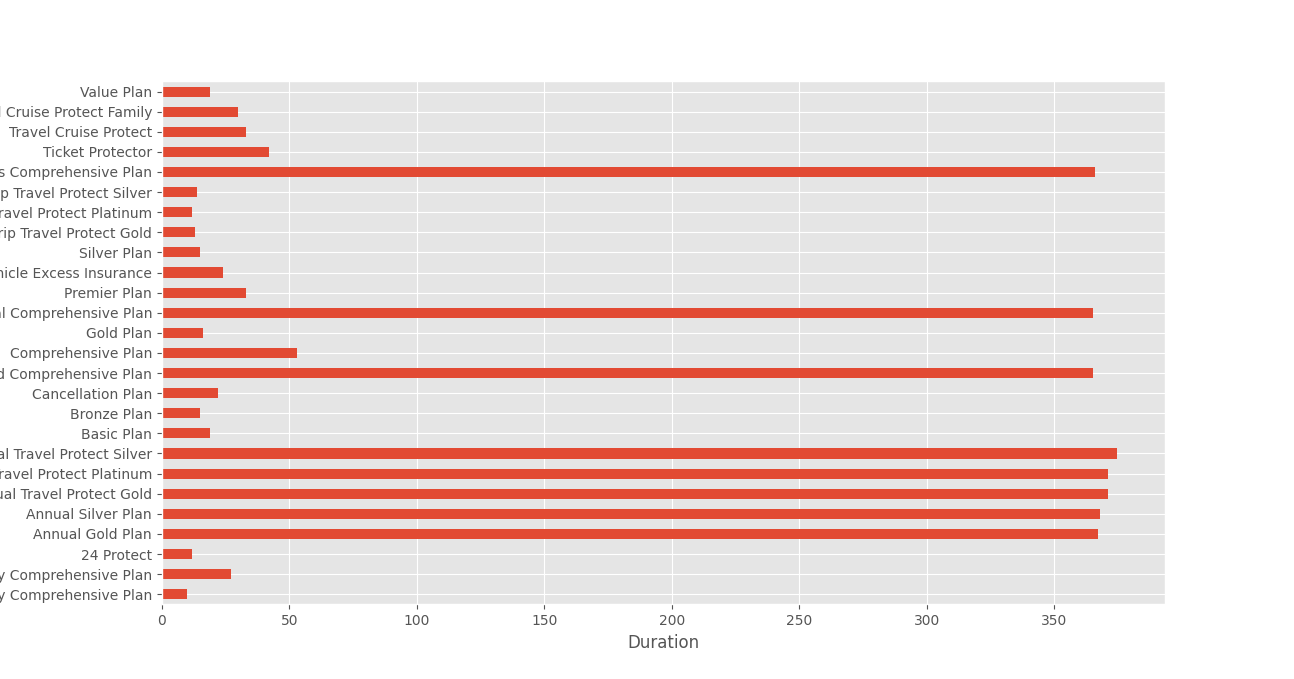 Value Plan
Cruise Protect Family
Travel Cruise Protect
Ticket Protector
s Comprehensive Plan
p Travel Protect Silver
ravel Protect Platinum
rip Travel Protect Gold
Silver Plan
hicle Excess Insurance
Premier Plan
l Comprehensive Plan
Gold Plan
Comprehensive Plan
d Comprehensive Plan
Cancellation Plan
Bronze Plan
Basic Plan
al Travel Protect Silver
ravel Protect Platinum
ual Travel Protect Gold
Annual Silver Plan
Annual Gold Plan
24 Protect
y Comprehensive Plan
y Comprehensive Plan
0 50 100 150 200 250 300 350
Duration